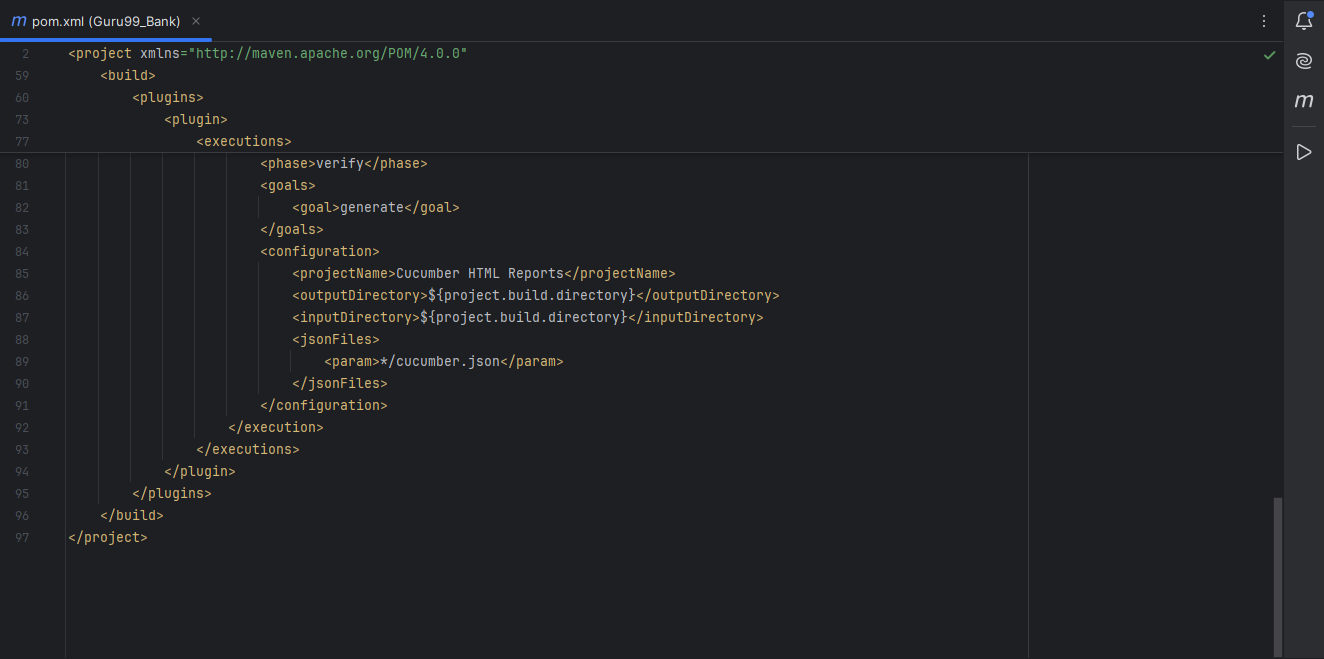 m pom.xml (Guru99_Bank) ×
2 <project xmlns="http://maven.apache.org/POM/4.0.0"
59 <build>
60 <plugins>
73 <plugin>
77 <executions>
80 <phase>verify</phase>
81 <goals>
82 <goal>generate</goal>
83 </goals>
84 <configuration>
85 <projectName>Cucumber HTML Reports</projectName>
86 <outputDirectory>${project.build.directory}</outputDirectory>
87 <inputDirectory>${project.build.directory}</inputDirectory>
88 <jsonFiles>
89 <param>*/cucumber.json</param>
90 </jsonFiles>
91 </configuration>
92 </execution>
93 </executions>
94 </plugin>
95 </plugins>
96 </build>
97 </project>
m